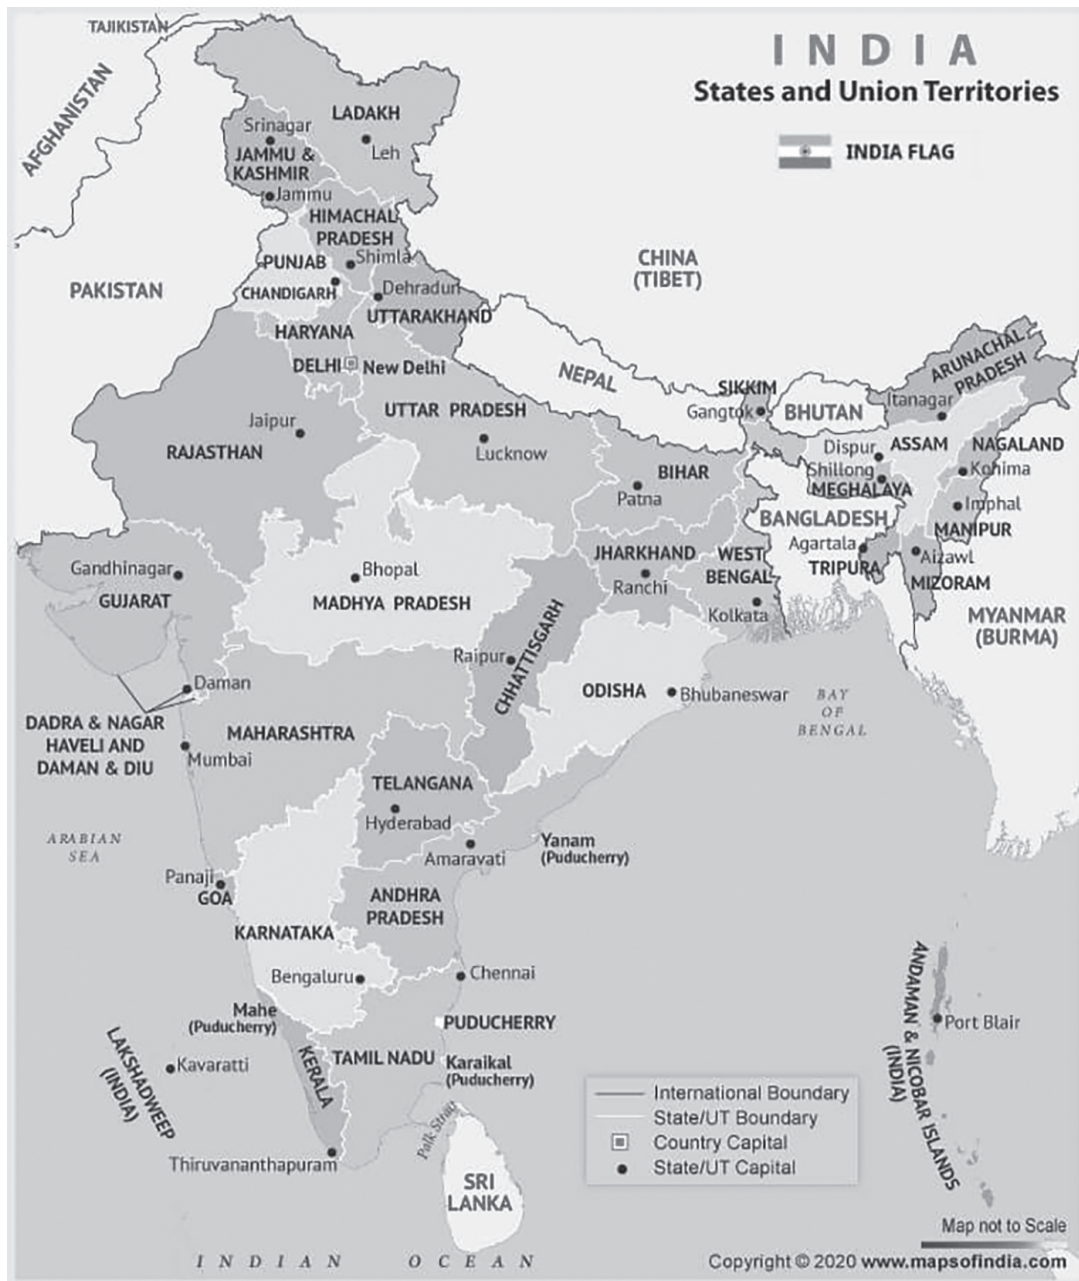 INDIA
States and Union Territories
INDIA FLAG
TAJIKISTAN
AFGHANISTAN
PAKISTAN
CHINA
(TIBET)
NEPAL
BHUTAN
BANGLADESH
MYANMAR
(BURMA)
SRI
LANKA
LADAKH
Leh
Srinagar
JAMMU &
KASHMIR
Jammu
HIMACHAL
PRADESH
Shimla
PUNJAB
CHANDIGARH
Dehradun
UTTARAKHAND
HARYANA
DELHI
New Delhi
UTTAR PRADESH
Lucknow
Jaipur
RAJASTHAN
SIKKIM
Gangtok
ARUNACHAL
PRADESH
Itanagar
Dispur
ASSAM
NAGALAND
Kohima
Shillong
MEGHALAYA
Imphal
MANIPUR
Agartala
TRIPURA
Aizawl
MIZORAM
BIHAR
Patna
JHARKHAND
Ranchi
WEST
BENGAL
Kolkata
Gandhinagar
GUJARAT
Bhopal
MADHYA PRADESH
CHHATTISGARH
Raipur
ODISHA
Bhubaneswar
BAY
OF
BENGAL
Daman
DADRA & NAGAR
HAVELI AND
DAMAN & DIU
MAHARASHTRA
Mumbai
TELANGANA
Hyderabad
ARABIAN
SEA
Amaravati
Yanam
(Puducherry)
Panaji
GOA
ANDHRA
PRADESH
KARNATAKA
Bengaluru
Chennai
Mahe
(Puducherry)
PUDUCHERRY
TAMIL NADU
Karaikal
(Puducherry)
KERALA
LAKSHADWEEP
(INDIA)
Kavaratti
Thiruvananthapuram
Palk Strait
ANDAMAN & NICOBAR ISLANDS
(INDIA)
Port Blair
International Boundary
State/UT Boundary
Country Capital
State/UT Capital
INDIAN OCEAN
Map not to Scale
Copyright © 2020 www.mapsofindia.com